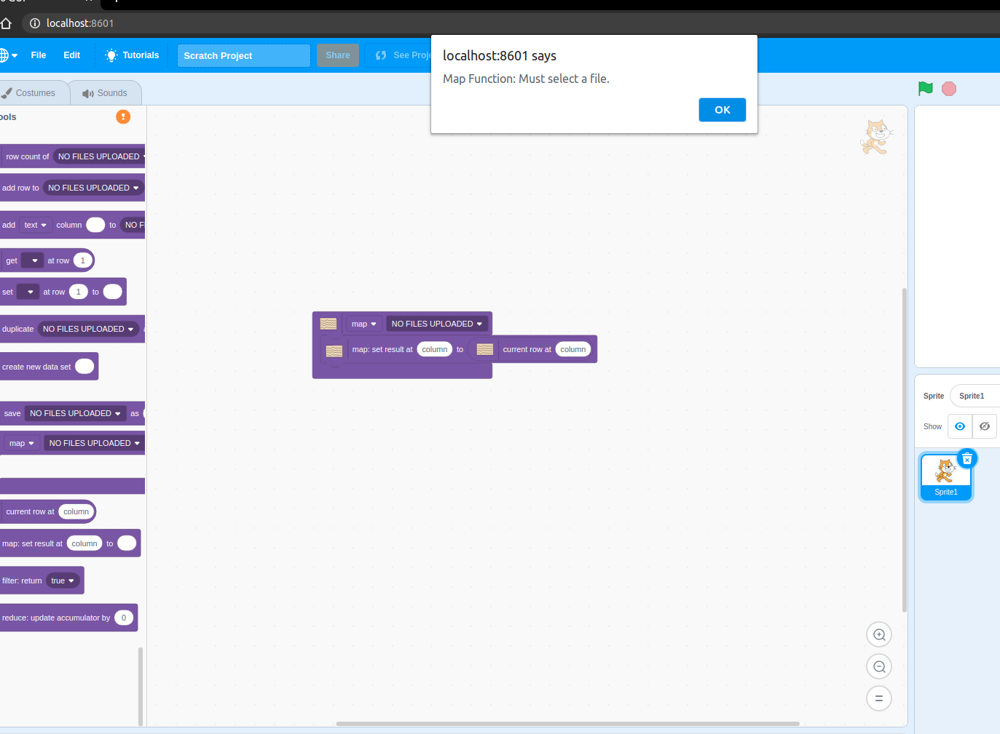 localhost:8601
File Edit Tutorials Scratch Project Share See Proje
localhost:8601 says
Map Function: Must select a file.
OK
Costumes Sounds
ools
row count of NO FILES UPLOADED
add row to NO FILES UPLOADED
add text column to NO FI
get at row 1
set at row 1 to
duplicate NO FILES UPLOADED
create new data set
save NO FILES UPLOADED as
map NO FILES UPLOADED
current row at column
map: set result at column to
filter: return true
reduce: update accumulator by 0
map NO FILES UPLOADED
map: set result at column to current row at column
Sprite Sprite1
Show
Sprite1